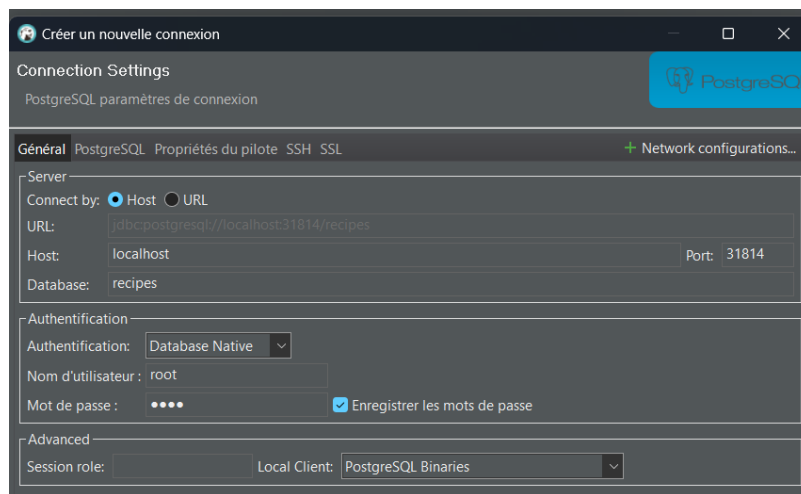 Créer un nouvelle connexion
Connection Settings
PostgreSQL paramètres de connexion
PostgreSQ
Général PostgreSQL Propriétés du pilote SSH SSL + Network configurations...
Server
Connect by: Host URL
URL: jdbc:postgresql://localhost:31814/recipes
Host: localhost Port: 31814
Database: recipes
Authentification
Authentification: Database Native
Nom d'utilisateur : root
Mot de passe : •••• Enregistrer les mots de passe
Advanced
Session role: Local Client: PostgreSQL Binaries